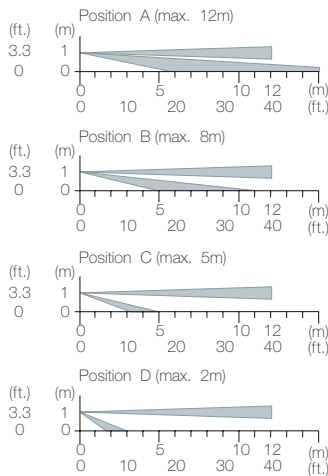 Position A (max. 12m)
(ft.) (m)
3.3 1
0 0
0 5 10 12 (m)
0 10 20 30 40 (ft.)
Position B (max. 8m)
(ft.) (m)
3.3 1
0 0
0 5 10 12 (m)
0 10 20 30 40 (ft.)
Position C (max. 5m)
(ft.) (m)
3.3 1
0 0
0 5 10 12 (m)
0 10 20 30 40 (ft.)
Position D (max. 2m)
(ft.) (m)
3.3 1
0 0
0 5 10 12 (m)
0 10 20 30 40 (ft.)